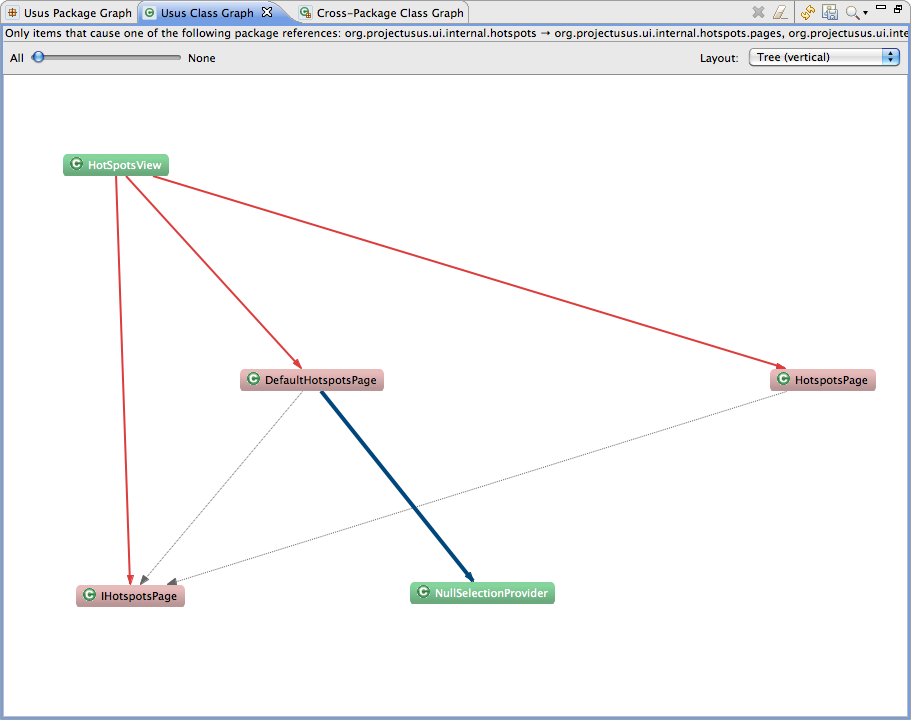 Usus Package Graph Usus Class Graph Cross-Package Class Graph
Only items that cause one of the following package references: org.projectusus.ui.internal.hotspots → org.projectusus.ui.internal.hotspots.pages, org.projectusus.ui.inte
All None Layout: Tree (vertical)
C HotSpotsView
C DefaultHotspotsPage C HotspotsPage
C IHotspotsPage C NullSelectionProvider